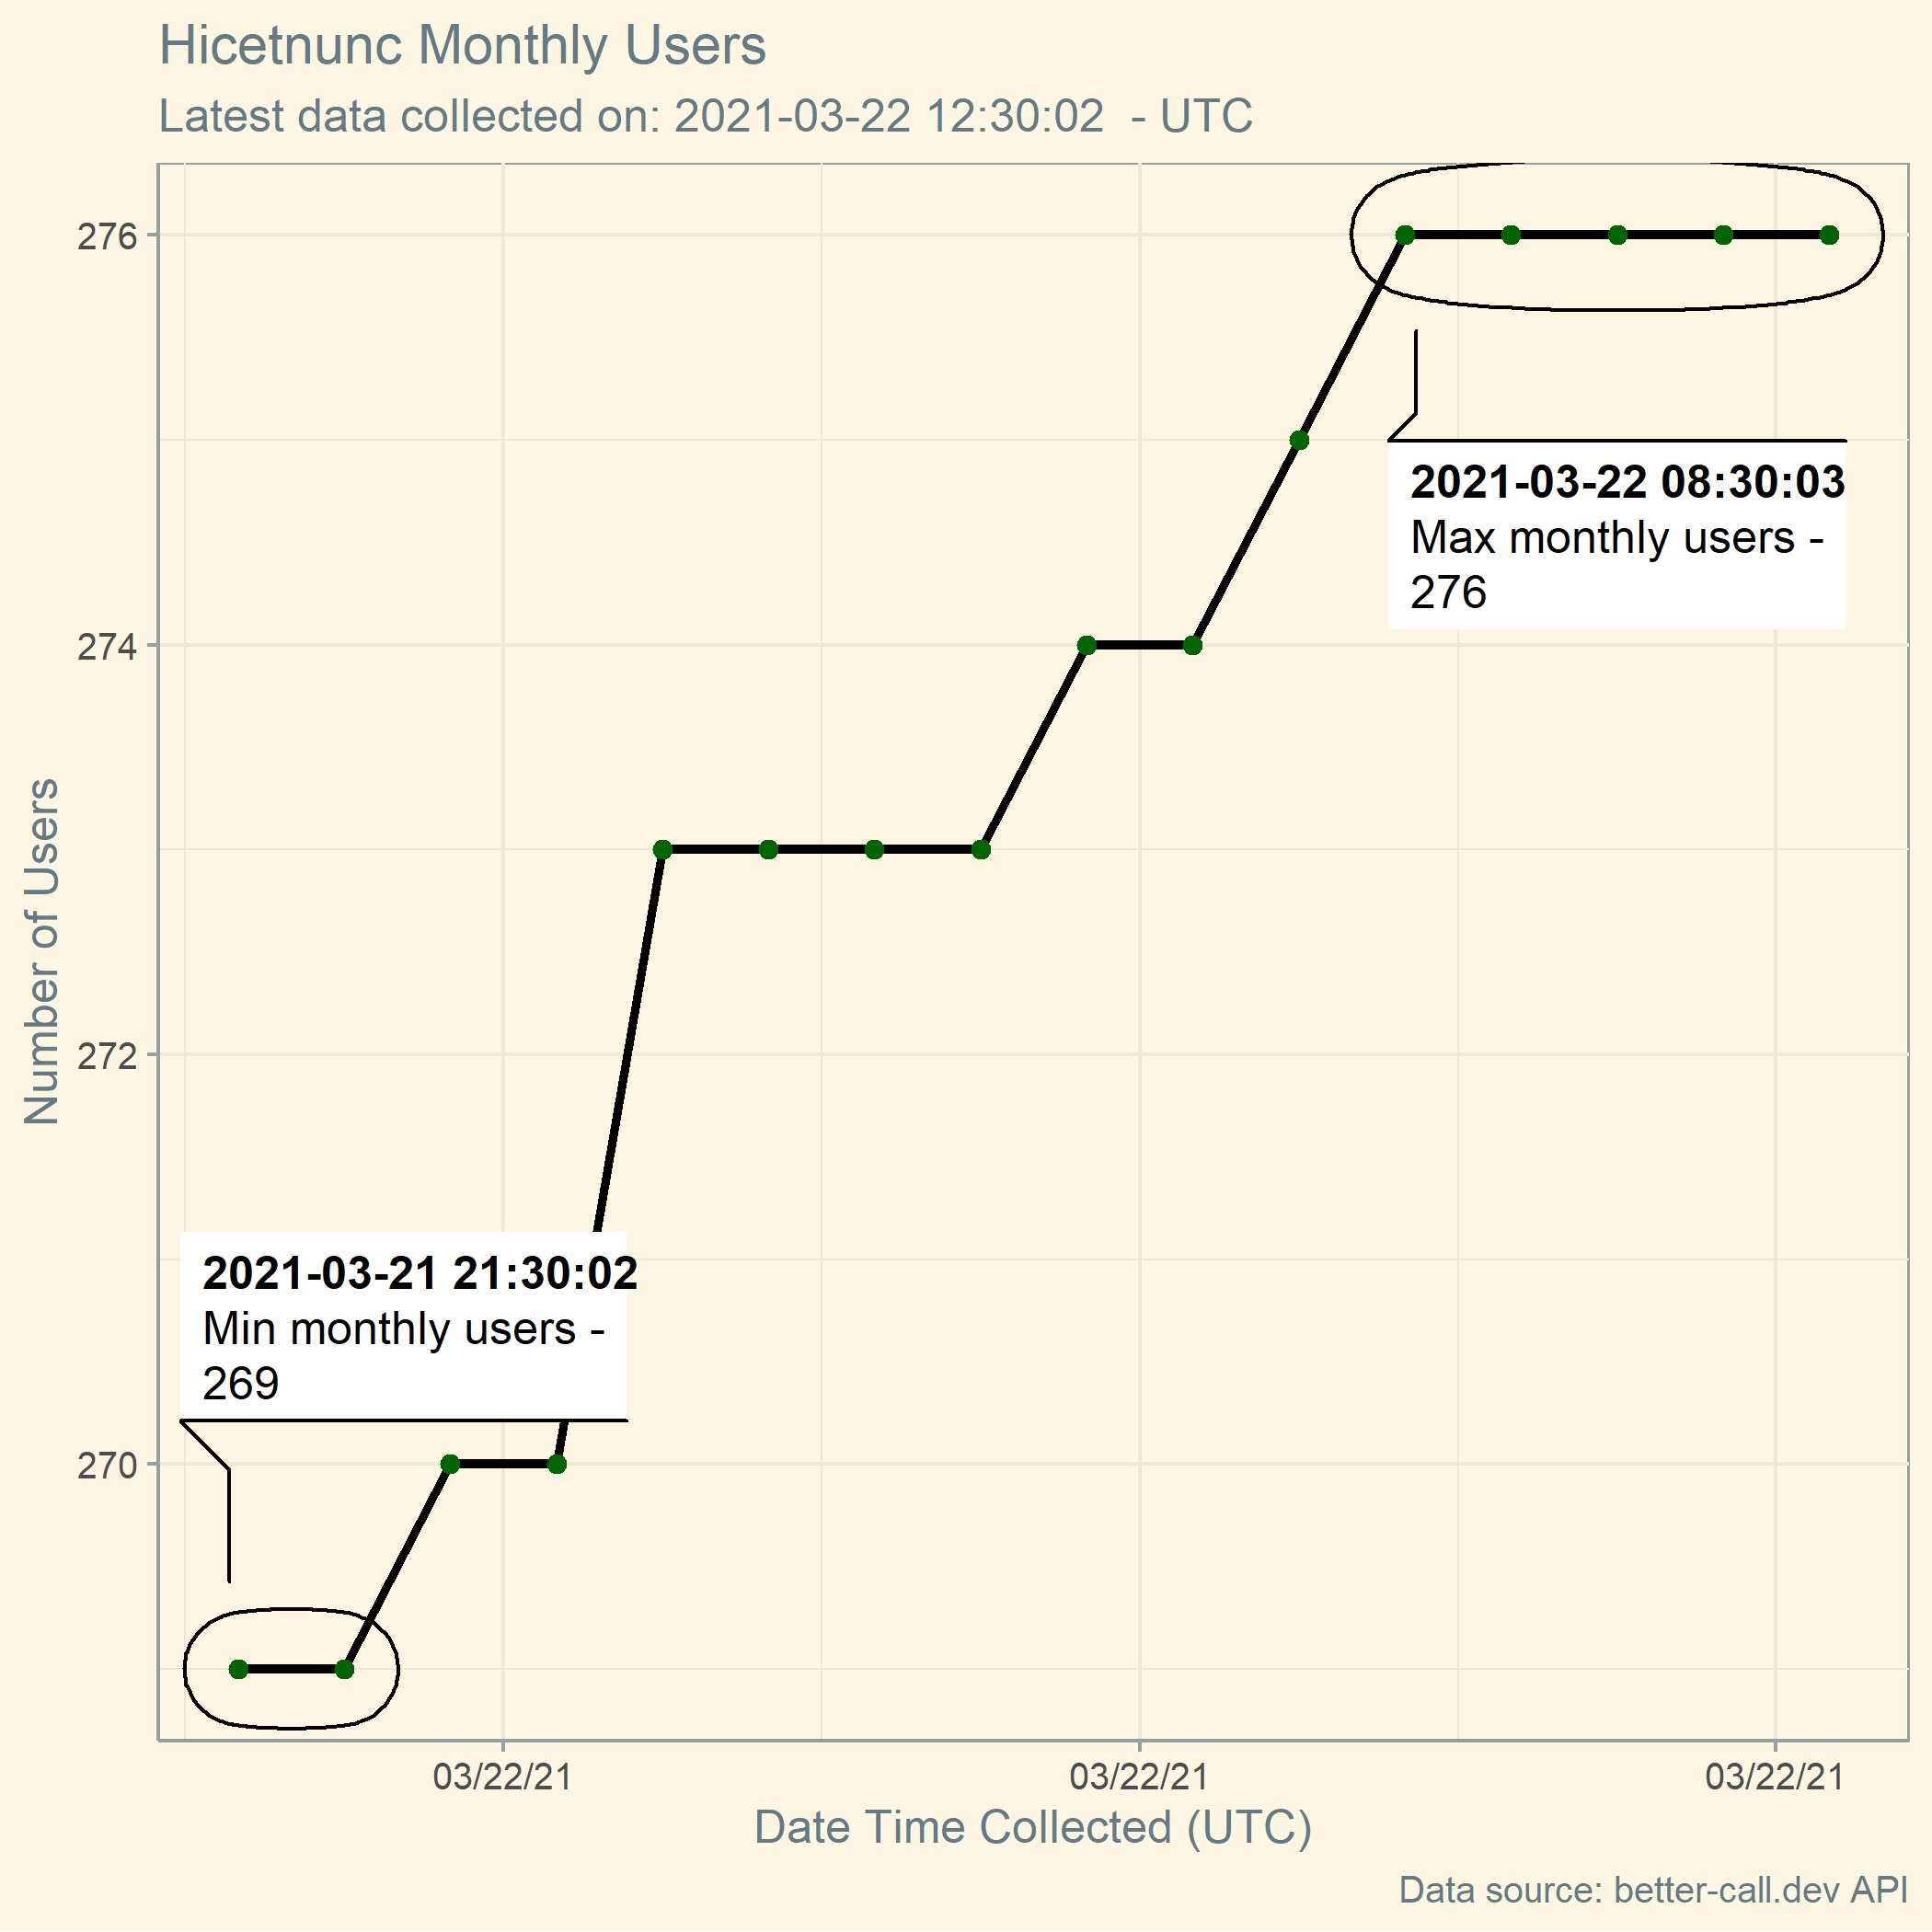 Hicetnunc Monthly Users
Latest data collected on: 2021-03-22 12:30:02  - UTC
276
274
272
270
Number of Users
2021-03-22 08:30:03
Max monthly users -
276
2021-03-21 21:30:02
Min monthly users -
269
03/22/21
03/22/21
03/22/21
Date Time Collected (UTC)
Data source: better-call.dev API